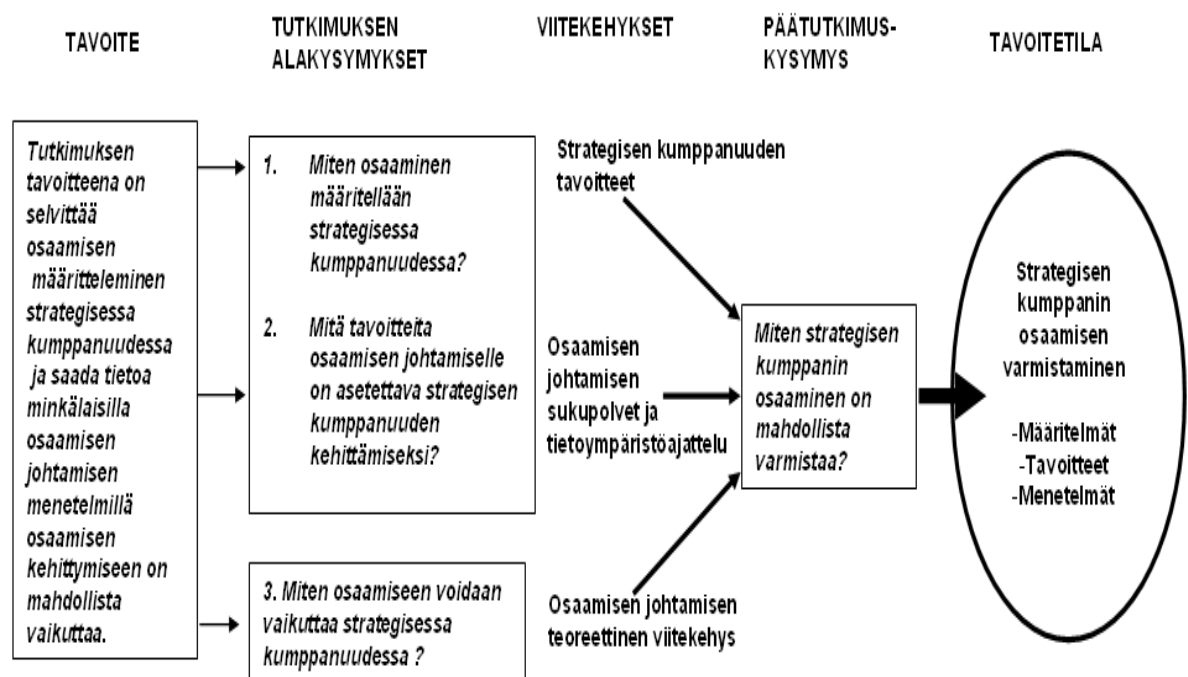 TAVOITE
TUTKIMUKSEN
ALAKYSYMYKSET
VIITEKEHYKSET
PÄÄTUTKIMUS-
KYSYMYS
TAVOITETILA
Tutkimuksen
tavoitteena on
selvittää
osaamisen
määritteleminen
strategisessa
kumppanuudessa
ja saada tietoa
minkälaisilla
osaamisen
johtamisen
menetelmillä
osaamisen
kehittymiseen on
mahdollista
vaikuttaa.
1. Miten osaaminen
määritellään
strategisessa
kumppanuudessa?
2. Mitä tavoitteita
osaamisen johtamiselle
on asetettava strategisen
kumppanuuden
kehittämiseksi?
3. Miten osaamiseen voidaan
vaikuttaa strategisessa
kumppanuudessa ?
Strategisen kumppanuuden
tavoitteet
Osaamisen
johtamisen
sukupolvet ja
tietoympäristöajattelu
Osaamisen johtamisen
teoreettinen viitekehys
Miten strategisen
kumppanin
osaaminen on
mahdollista
varmistaa?
Strategisen
kumppanin
osaamisen
varmistaminen
-Määritelmät
-Tavoitteet
-Menetelmät